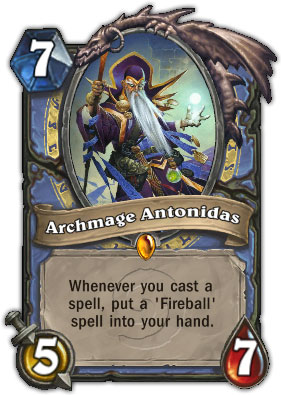 7
Archmage Antonidas
Whenever you cast a
spell, put a 'Fireball'
spell into your hand.
5
7